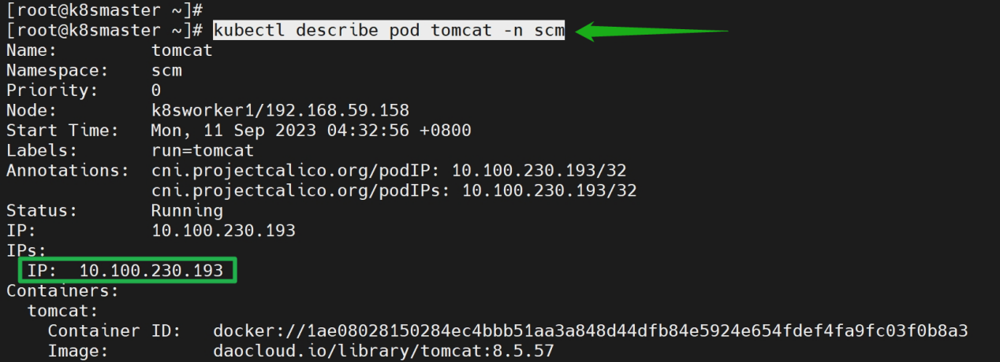 [root@k8smaster ~]#
[root@k8smaster ~]# kubectl describe pod tomcat -n scm
Name:         tomcat
Namespace:    scm
Priority:     0
Node:         k8sworker1/192.168.59.158
Start Time:   Mon, 11 Sep 2023 04:32:56 +0800
Labels:       run=tomcat
Annotations:  cni.projectcalico.org/podIP: 10.100.230.193/32
              cni.projectcalico.org/podIPs: 10.100.230.193/32
Status:       Running
IP:           10.100.230.193
IPs:
  IP:  10.100.230.193
Containers:
  tomcat:
    Container ID:   docker://1ae08028150284ec4bbb51aa3a848d44dfb84e5924e654fdef4fa9fc03f0b8a3
    Image:          daocloud.io/library/tomcat:8.5.57